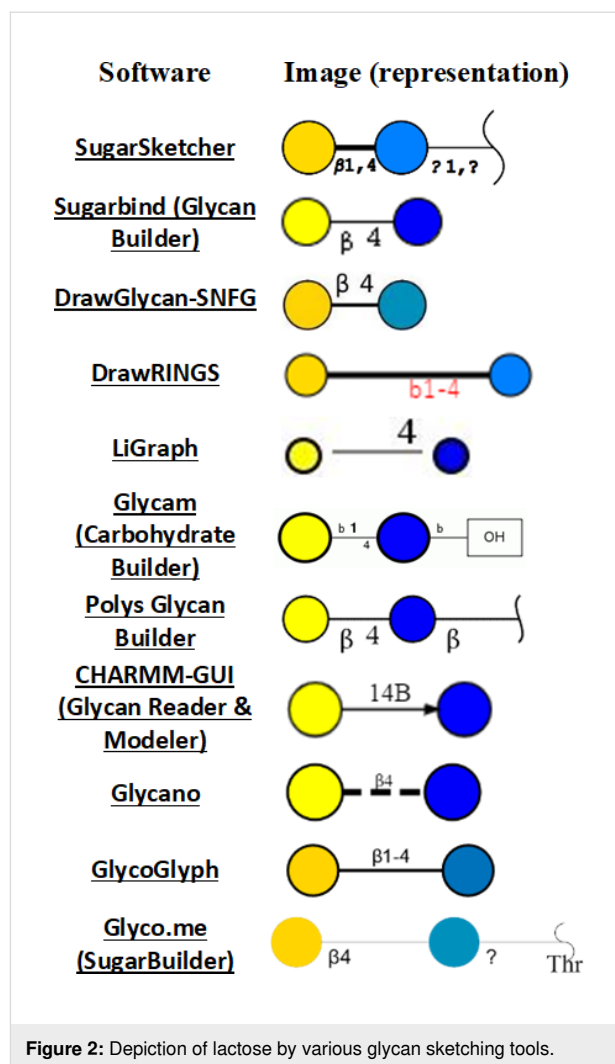 Software Image (representation)
SugarSketcher
β1,4 ?1,?
Sugarbind (Glycan
Builder)
β 4
DrawGlycan-SNFG
β 4
DrawRINGS
b1-4
LiGraph
4
Glycam
(Carbohydrate
Builder)
b 1 b
4
OH
Polys Glycan
Builder
β 4 β
CHARMM-GUI
(Glycan Reader &
Modeler)
14B
Glycano
β4
GlycoGlyph
β1-4
Glyco.me
(SugarBuilder)
β4 ?
Thr
Figure 2: Depiction of lactose by various glycan sketching tools.